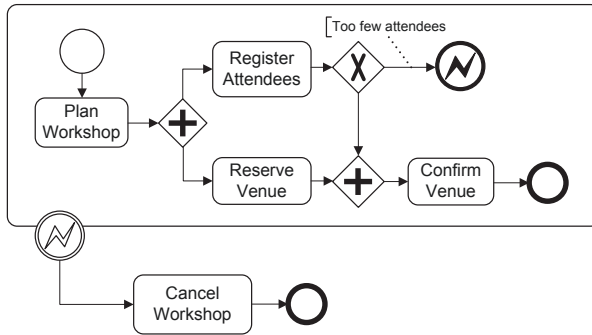 Too few attendees
Register
Attendees
Plan
Workshop
Reserve
Venue
Confirm
Venue
Cancel
Workshop